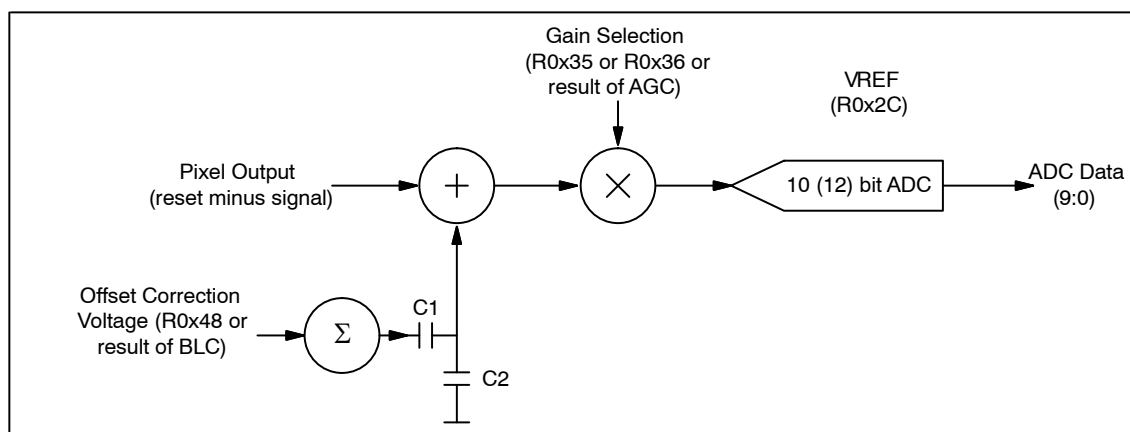 Gain Selection
(R0x35 or R0x36 or
result of AGC)
VREF
(R0x2C)
Pixel Output
(reset minus signal)
+
×
10 (12) bit ADC
ADC Data
(9:0)
Offset Correction
Voltage (R0x48 or
result of BLC)
Σ
C1
C2